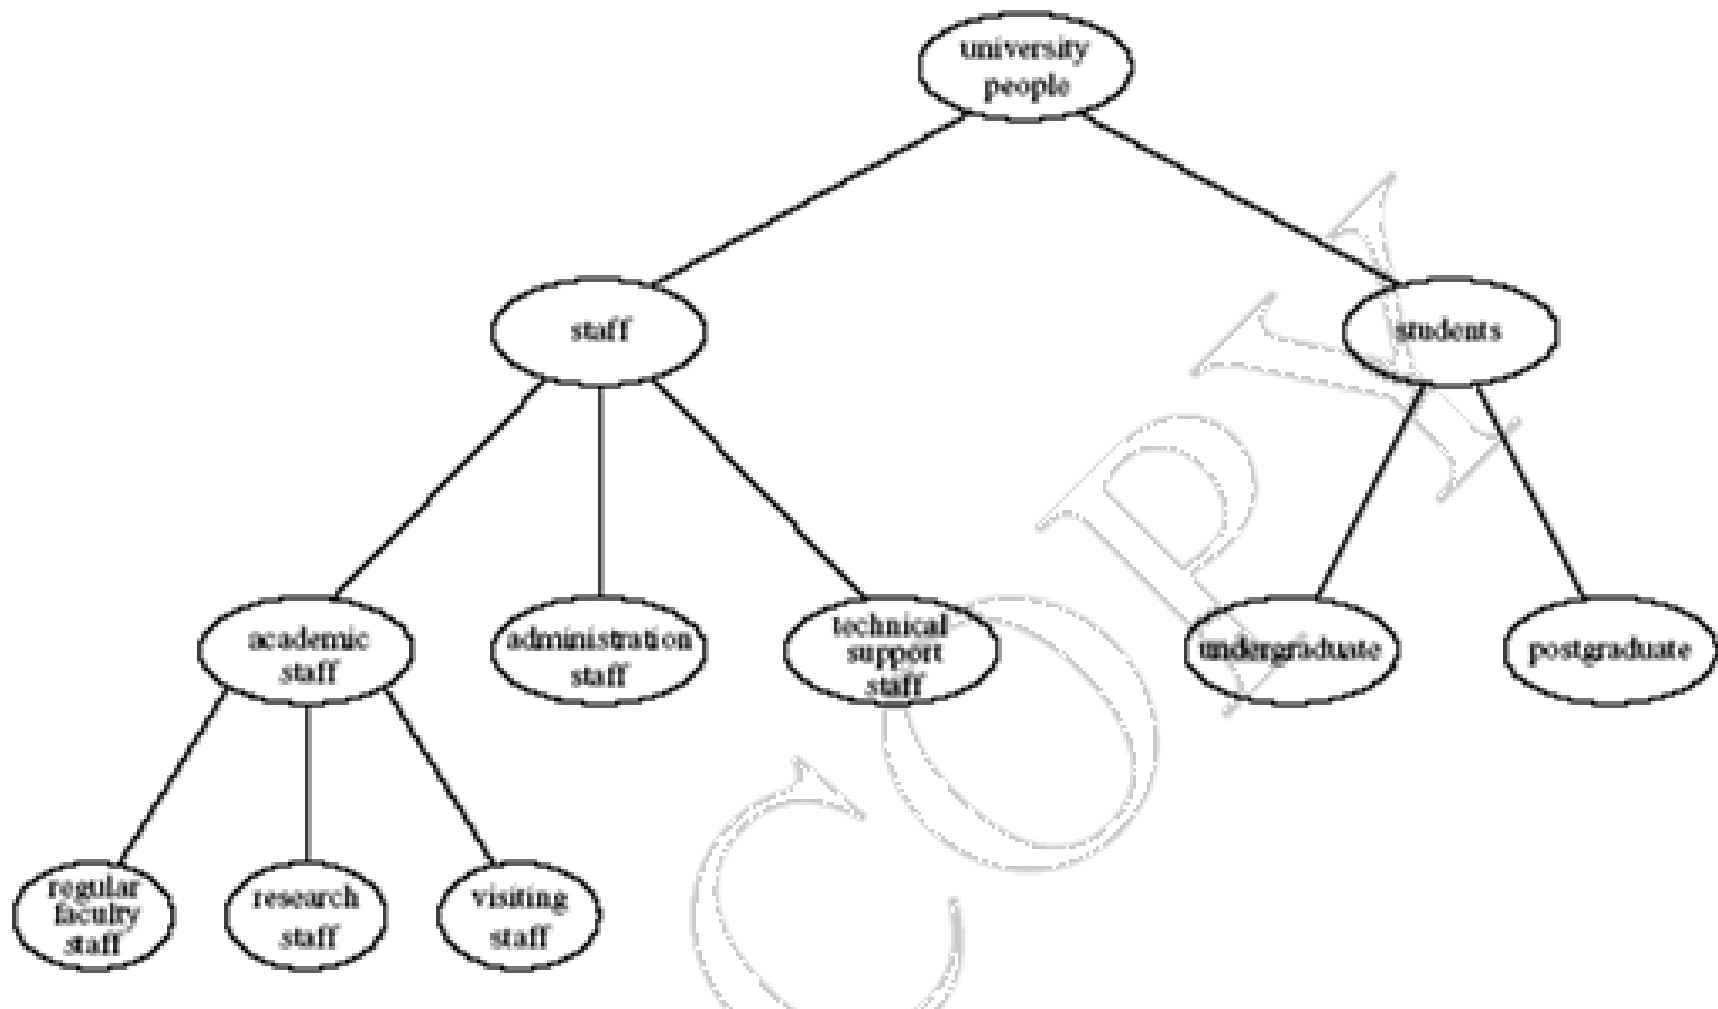 university
people
staff
students
academic
staff
administration
staff
technical
support
staff
undergraduate
postgraduate
regular
faculty
staff
research
staff
visiting
staff
COPY